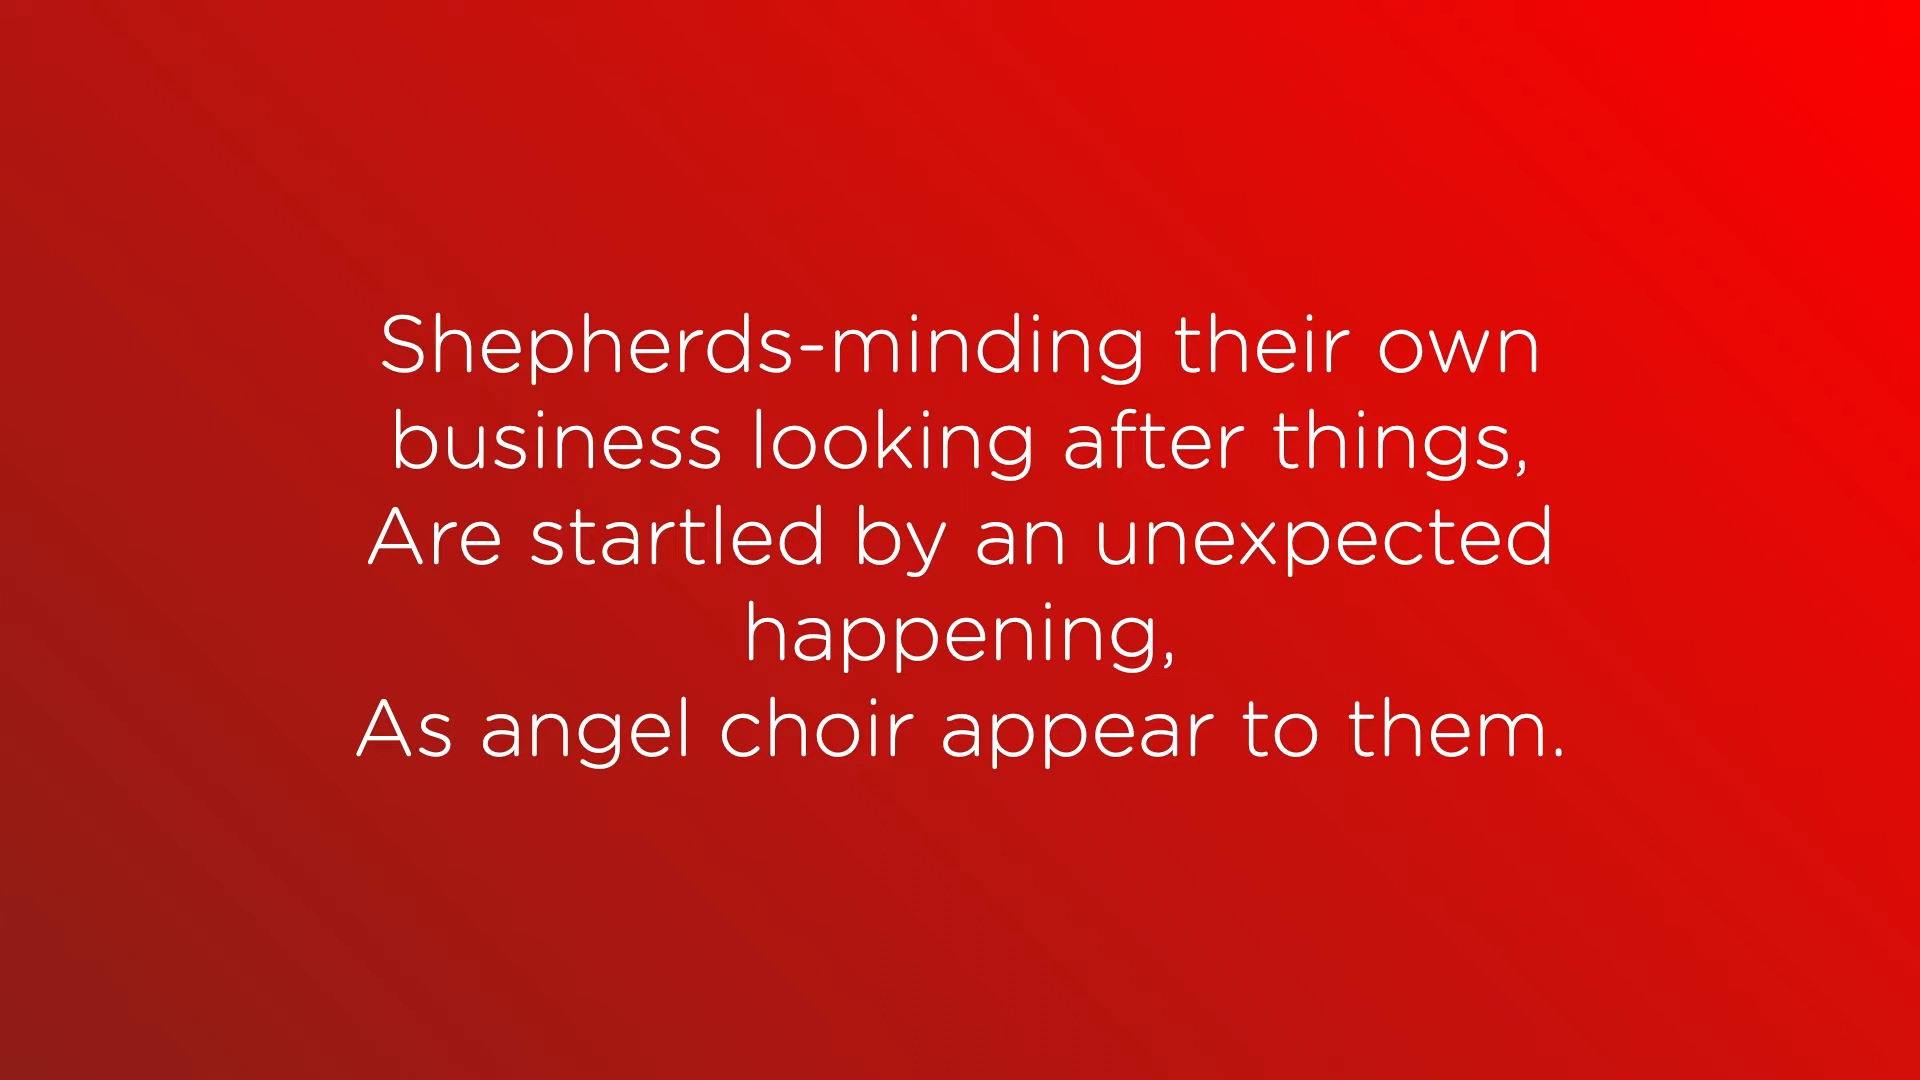 Shepherds-minding their own
business looking after things,
Are startled by an unexpected
happening,
As angel choir appear to them.